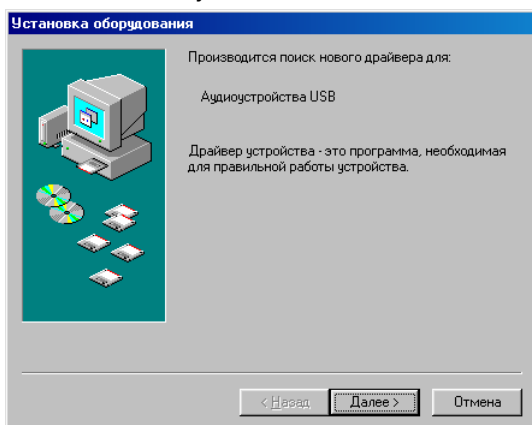 Установка оборудования
Производится поиск нового драйвера для:
Аудиоустройства USB
Драйвер устройства - это программа, необходимая
для правильной работы устройства.
< Назад
Далее >
Отмена